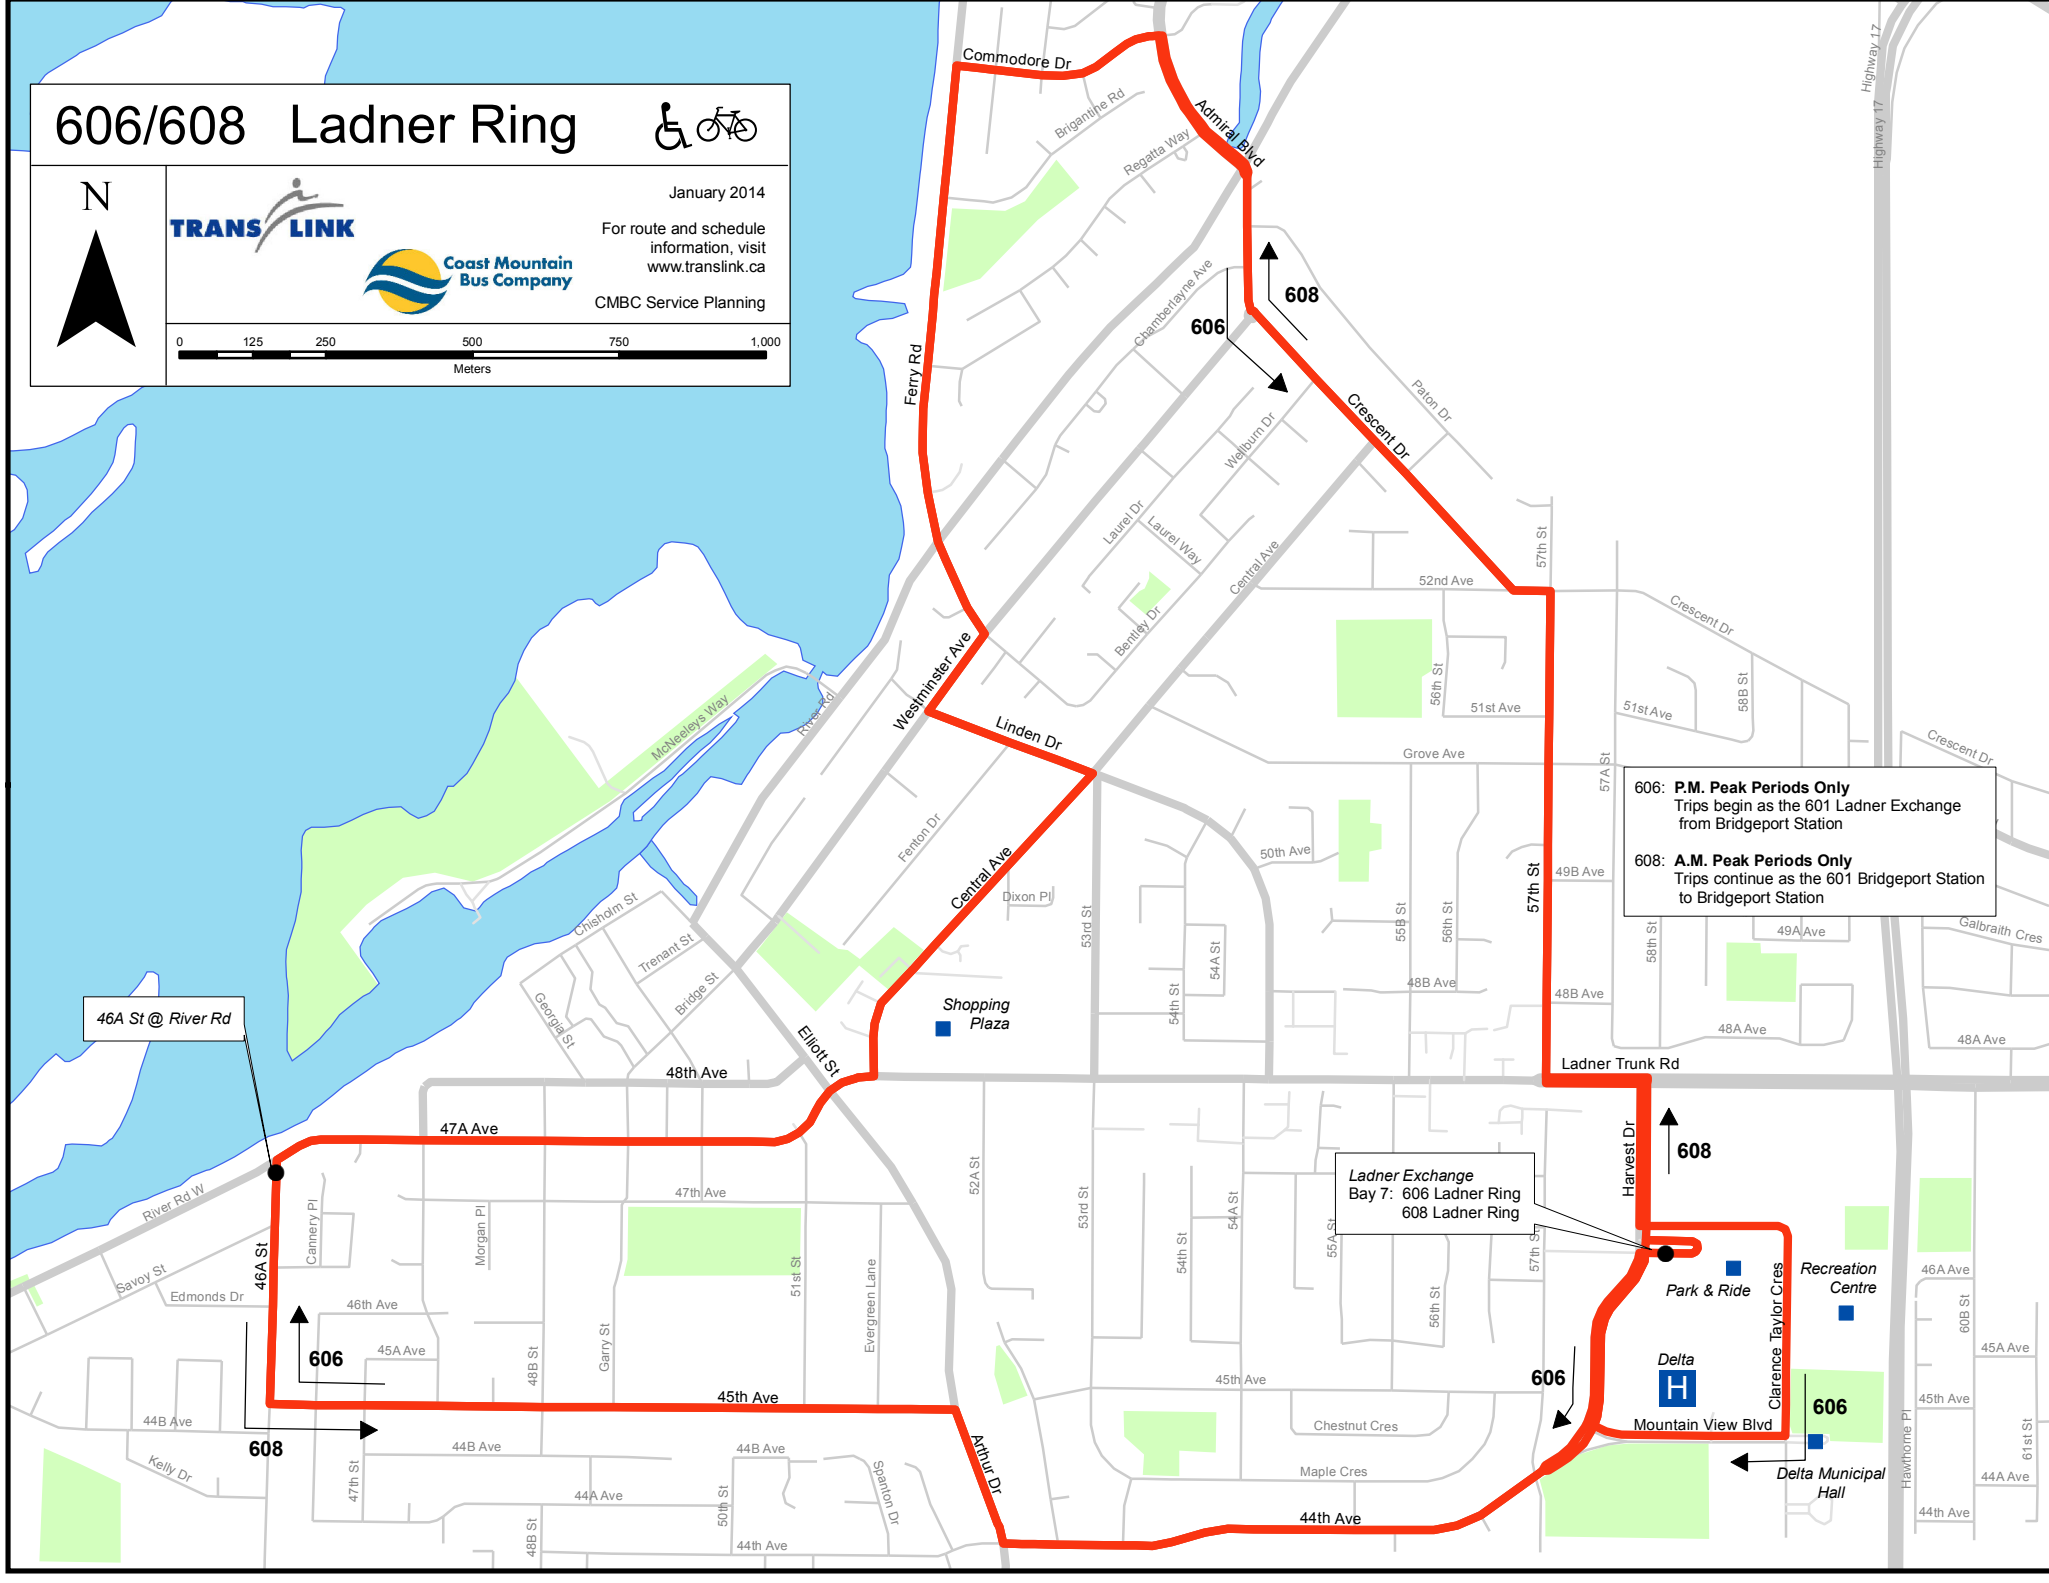 606/608 Ladner Ring
N
TRANS LINK
January 2014
For route and schedule
information, visit
www.translink.ca
Coast Mountain
Bus Company
CMBC Service Planning
0 125 250 500 750 1,000
Meters
Commodore Dr
Brigantine Rd
Regatta Way
Admiral Blvd
Highway 17
Highway 17
Chamberlayne Ave
608
606
Ferry Rd
Crescent Dr
Paton Dr
Wellburn Dr
Laurel Dr
Laurel Way
Central Ave
Bentley Dr
57th St
52nd Ave
Crescent Dr
56th St
51st Ave
51st Ave
58B St
Westminster Ave
River Rd
McNeeleys Way
Linden Dr
Grove Ave
57A St
Crescent Dr
606: P.M. Peak Periods Only
Trips begin as the 601 Ladner Exchange
from Bridgeport Station
608: A.M. Peak Periods Only
Trips continue as the 601 Bridgeport Station
to Bridgeport Station
Fenton Dr
Central Ave
Dixon Pl
50th Ave
49B Ave
57th St
53rd St
54A St
54th St
55B St
56th St
48B Ave
48B Ave
58th St
49A Ave
Galbraith Cres
48A Ave
48A Ave
Chisholm St
Trenant St
Bridge St
Georgia St
Elliott St
Shopping
Plaza
46A St @ River Rd
48th Ave
Ladner Trunk Rd
47A Ave
Harvest Dr
608
Ladner Exchange
Bay 7: 606 Ladner Ring
608 Ladner Ring
River Rd W
Cannery Pl
Morgan Pl
47th Ave
52A St
53rd St
54A St
54th St
55A St
57th St
46A St
Savoy St
Edmonds Dr
46th Ave
45A Ave
606
48B St
Garry St
51st St
Evergreen Lane
56th St
Park & Ride
Recreation
Centre
Clarence Taylor Cres
46A Ave
60B St
45A Ave
Delta
H
606
606
45th Ave
45th Ave
45th Ave
Chestnut Cres
Mountain View Blvd
44B Ave
608
44B Ave
44B Ave
Kelly Dr
47th St
44A Ave
50th St
Spanton Dr
Arthur Dr
Maple Cres
Delta Municipal
Hall
Hawthorne Pl
61st St
44A Ave
44th Ave
48B St
44th Ave
44th Ave